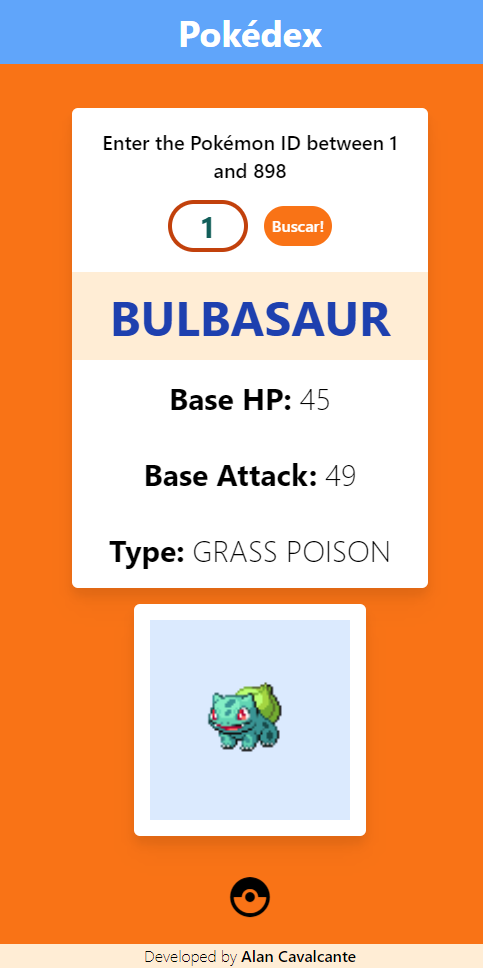 Pokédex
Enter the Pokémon ID between 1
and 898
1
Buscar!
BULBASAUR
Base HP: 45
Base Attack: 49
Type: GRASS POISON
Developed by Alan Cavalcante